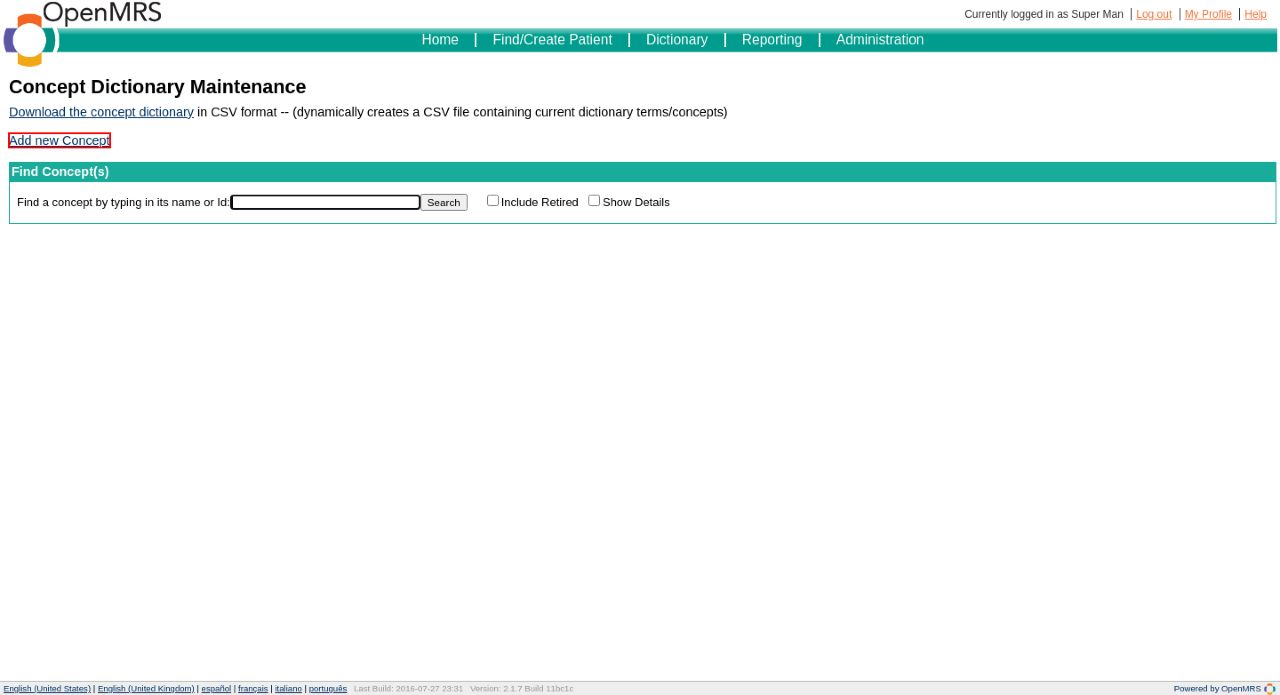 OpenMRS
Currently logged in as Super Man | Log out | My Profile | Help
Home | Find/Create Patient | Dictionary | Reporting | Administration
Concept Dictionary Maintenance
Download the concept dictionary in CSV format -- (dynamically creates a CSV file containing current dictionary terms/concepts)
Add new Concept
Find Concept(s)
Find a concept by typing in its name or Id: Search Include Retired Show Details
English (United States) | English (United Kingdom) | español | français | italiano | português Last Build: 2016-07-27 23:31 Version: 2.1.7 Build 11bc1c Powered by OpenMRS